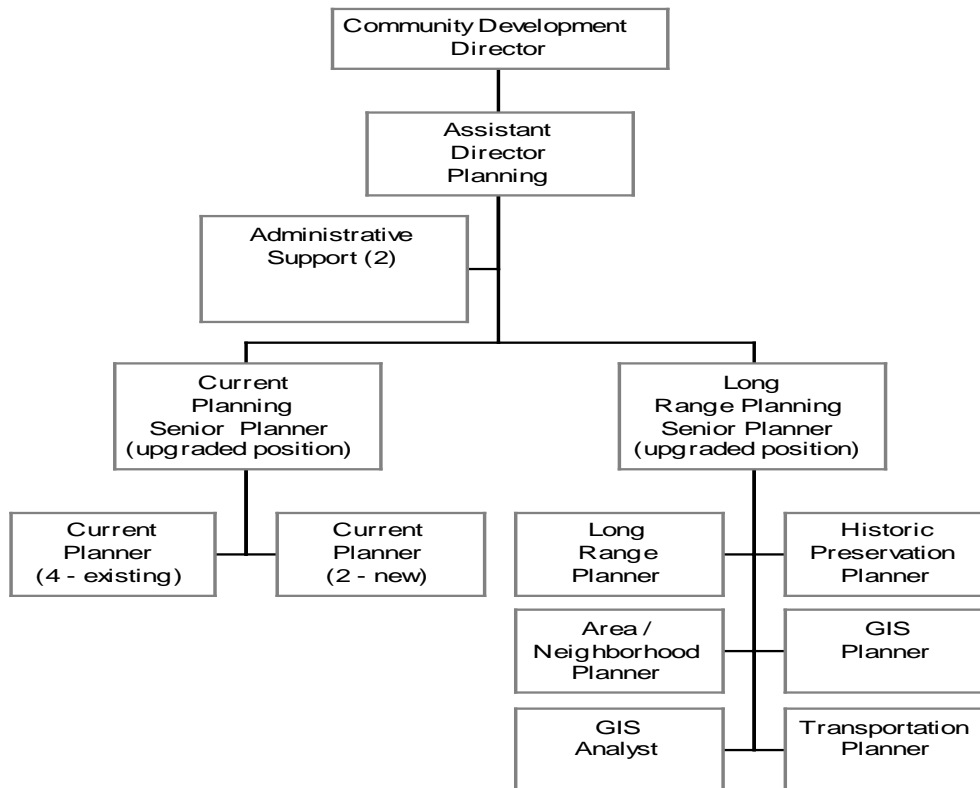 Community Development
Director
Assistant
Director
Planning
Administrative
Support (2)
Current
Planning
Senior Planner
(upgraded position)
Long
Range Planning
Senior Planner
(upgraded position)
Current
Planner
(4 - existing)
Current
Planner
(2 - new)
Long
Range
Planner
Historic
Preservation
Planner
Area /
Neighborhood
Planner
GIS
Planner
GIS
Analyst
Transportation
Planner